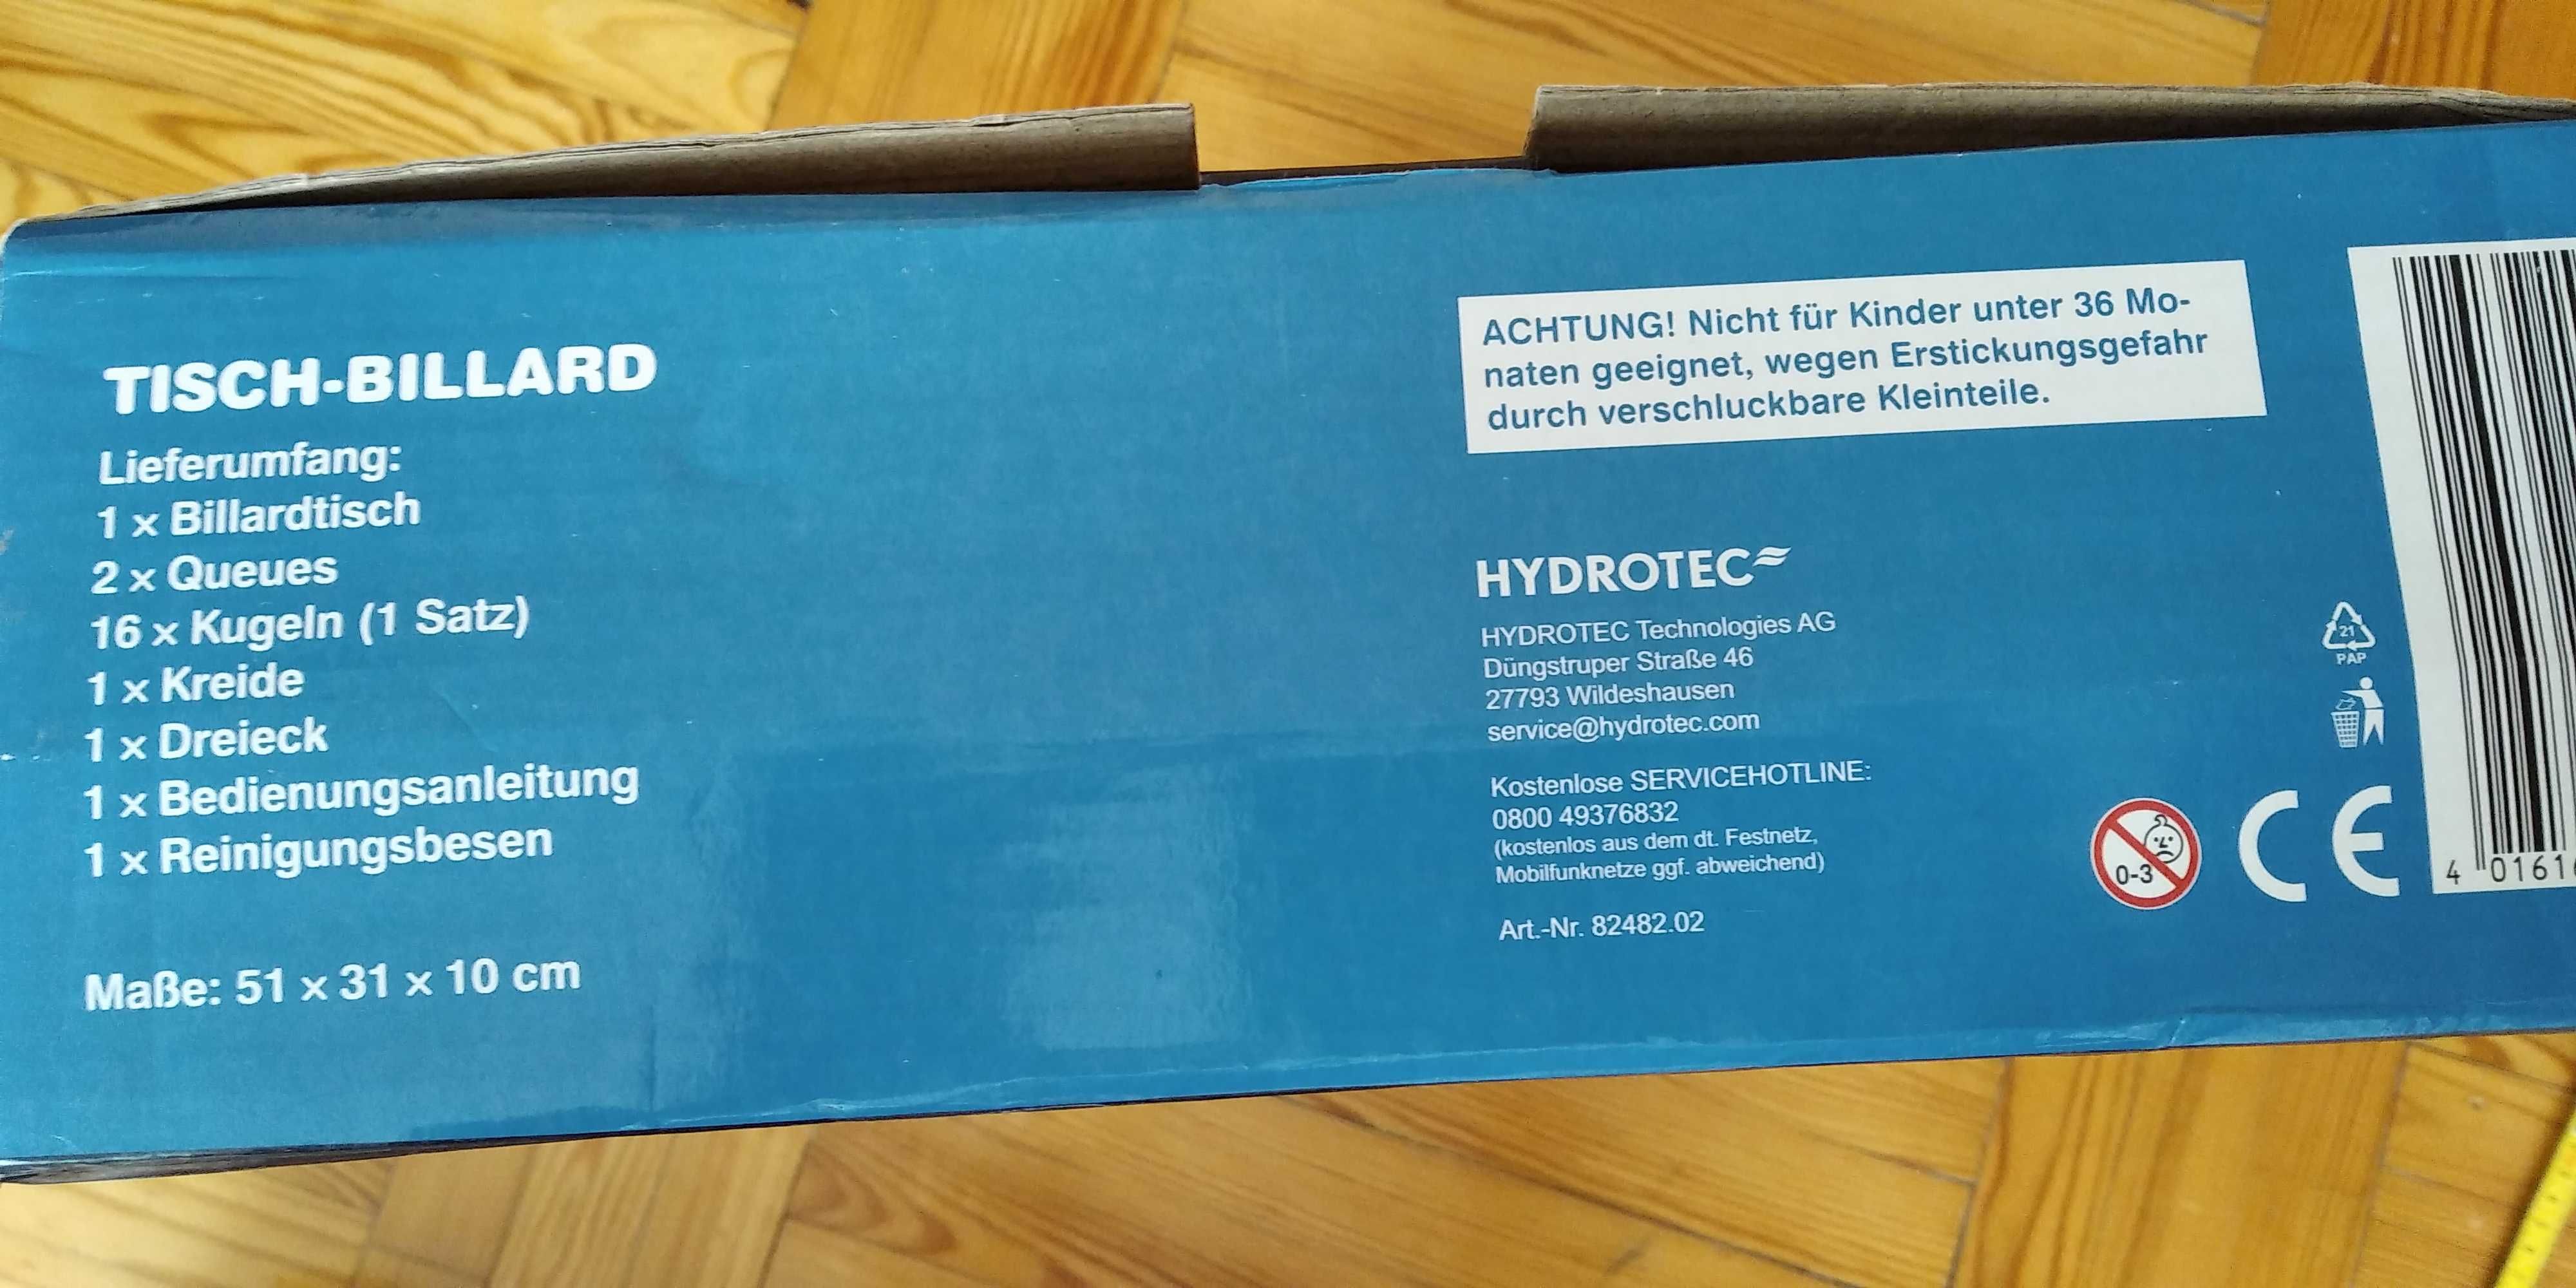 TISCH-BILLARD
Lieferumfang:
1 x Billardtisch
2 x Queues
16 x Kugeln (1 Satz)
1 x Kreide
1 x Dreieck
1 x Bedienungsanleitung
1 x Reinigungsbesen
Maße: 51 x 31 x 10 cm
ACHTUNG! Nicht für Kinder unter 36 Mo-
naten geeignet, wegen Erstickungsgefahr
durch verschluckbare Kleinteile.
HYDROTEC
HYDROTEC Technologies AG
Düngstruper Straße 46
27793 Wildeshausen
service@hydrotec.com
Kostenlose SERVICEHOTLINE:
0800 49376832
(kostenlos aus dem dt. Festnetz,
Mobilfunknetze ggf. abweichend)
Art.-Nr. 82482.02
21
PAP
0-3
CE
4 01616